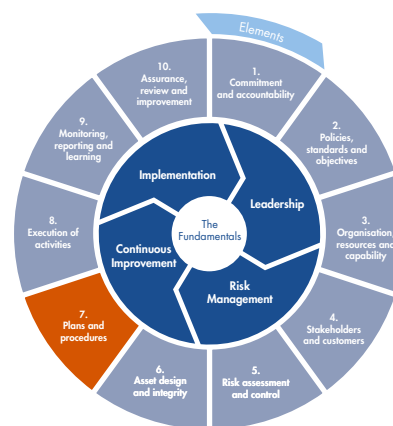 Elements
1.
Commitment
and accountability
2.
Policies,
standards and
objectives
3.
Organisation,
resources and
capability
4.
Stakeholders
and customers
5.
Risk assessment
and control
6.
Asset design
and integrity
7.
Plans and
procedures
8.
Execution of
activities
9.
Monitoring,
reporting and
learning
10.
Assurance,
review and
improvement
Implementation
Leadership
Risk
Management
Continuous
Improvement
The
Fundamentals